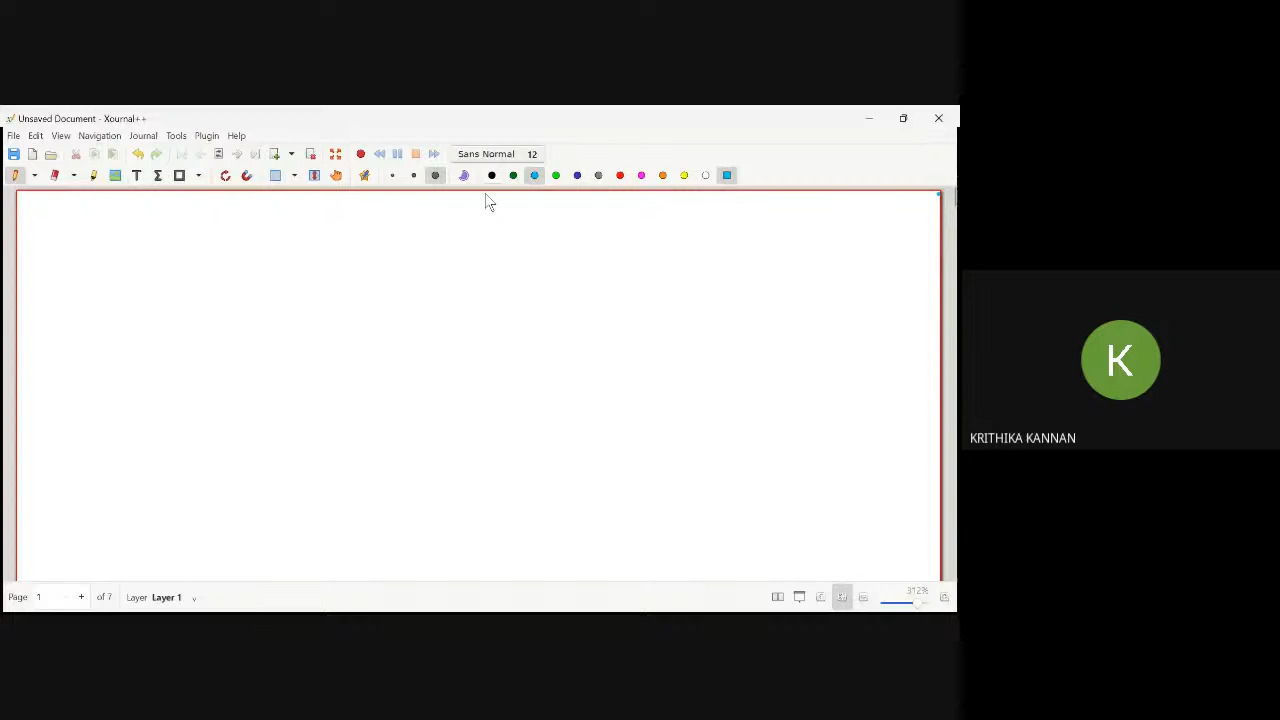 Unsaved Document - Xournal++
File Edit View Navigation Journal Tools Plugin Help
Sans Normal 12
K
KRITHIKA KANNAN
Page 1 + of 7 Layer Layer 1
312%